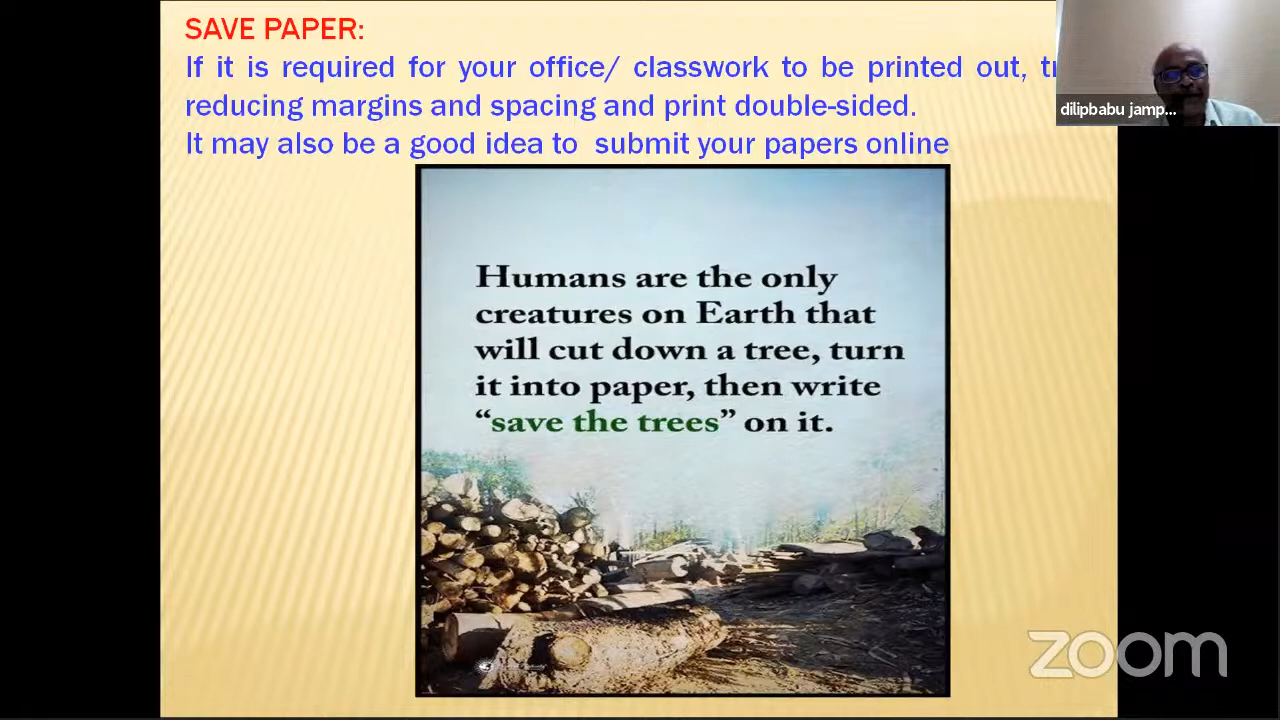 SAVE PAPER:
If it is required for your office/ classwork to be printed out,
reducing margins and spacing and print double-sided.
It may also be a good idea to submit your papers online
dilipbabu jamp...
Humans are the only
creatures on Earth that
will cut down a tree, turn
it into paper, then write
“save the trees” on it.
zoom